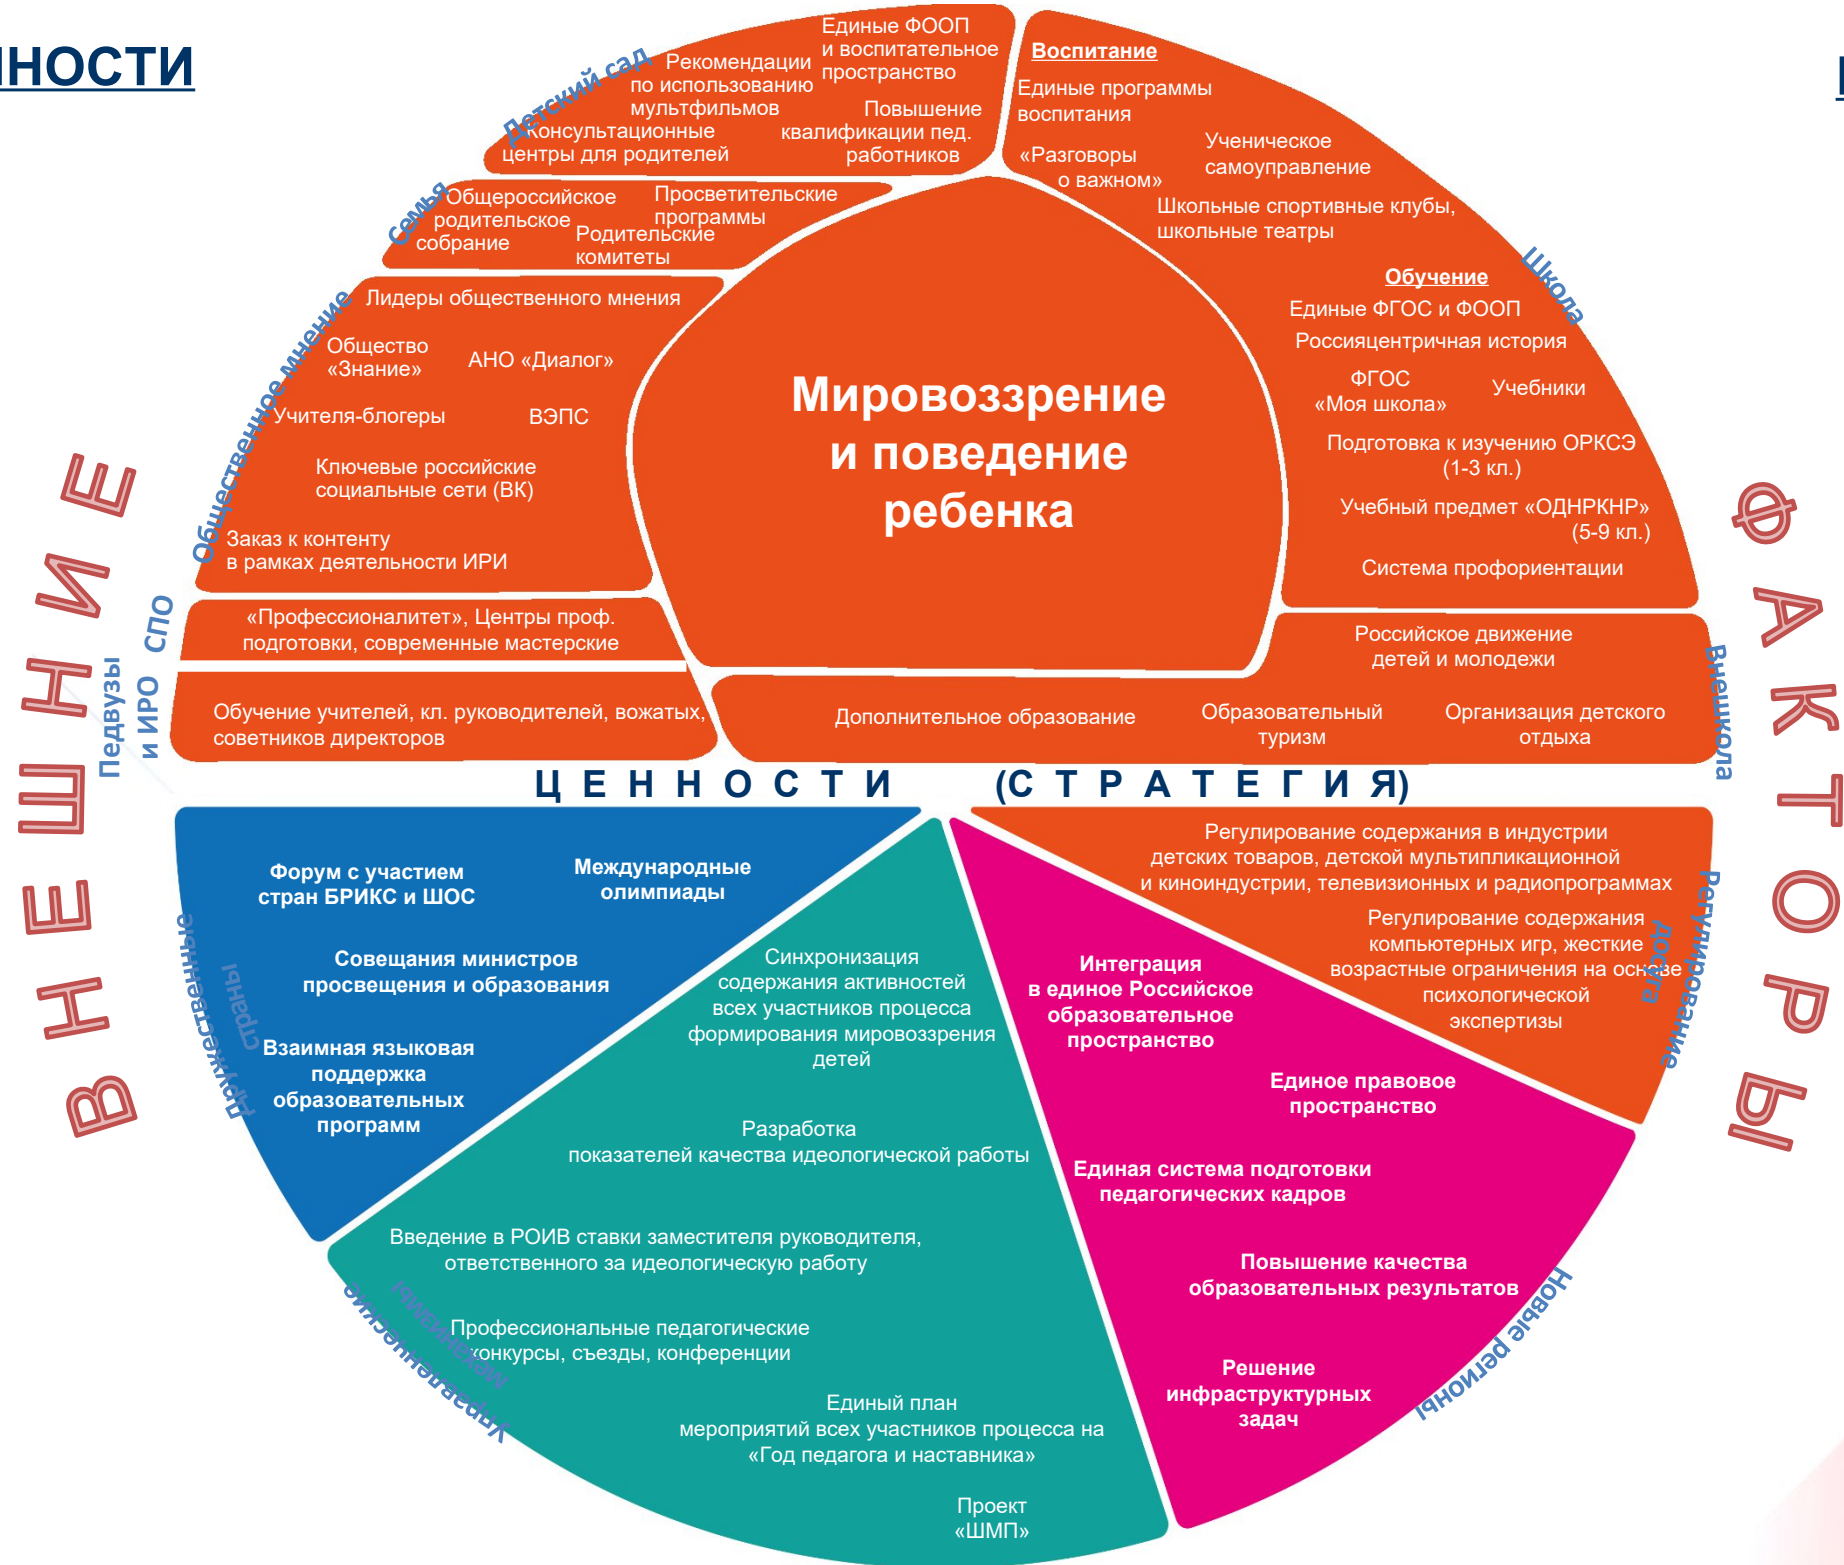 ННОСТИ
Детский сад
Единые ФООП
и воспитательное
пространство
Рекомендации
по использованию
мультфильмов
Повышение
квалификации пед.
работников
Консультационные
центры для родителей
Семья
Общероссийское
родительское
собрание
Просветительские
программы
Родительские
комитеты
Общественное мнение
Лидеры общественного мнения
Общество
«Знание»
АНО «Диалог»
Учителя-блогеры
ВЭПС
Ключевые российские
социальные сети (ВК)
Заказ к контенту
в рамках деятельности ИРИ
СПО
«Профессионалитет», Центры проф.
подготовки, современные мастерские
Педвузы
и ИРО
Обучение учителей, кл. руководителей, вожатых,
советников директоров
Мировоззрение
и поведение
ребенка
Школа
Воспитание
Единые программы
воспитания
Ученическое
самоуправление
«Разговоры
о важном»
Школьные спортивные клубы,
школьные театры
Обучение
Единые ФГОС и ФООП
Россияцентричная история
ФГОС
«Моя школа»
Учебники
Подготовка к изучению ОРКСЭ
(1-3 кл.)
Учебный предмет «ОДНРКНР»
(5-9 кл.)
Система профориентации
Внешкола
Российское движение
детей и молодежи
Дополнительное образование
Образовательный
туризм
Организация детского
отдыха
ВНЕШНИЕ
ФАКТОРЫ
ЦЕННОСТИ (СТРАТЕГИЯ)
Дружественные
страны
Форум с участием
стран БРИКС и ШОС
Международные
олимпиады
Совещания министров
просвещения и образования
Взаимная языковая
поддержка
образовательных
программ
Управленческие
механизмы
Синхронизация
содержания активностей
всех участников процесса
формирования мировоззрения
детей
Разработка
показателей качества идеологической работы
Введение в РОИВ ставки заместителя руководителя,
ответственного за идеологическую работу
Профессиональные педагогические
конкурсы, съезды, конференции
Единый план
мероприятий всех участников процесса на
«Год педагога и наставника»
Проект
«ШМП»
Новые регионы
Интеграция
в единое Российское
образовательное
пространство
Единое правовое
пространство
Единая система подготовки
педагогических кадров
Повышение качества
образовательных результатов
Решение
инфраструктурных
задач
Регулирование
досуга
Регулирование содержания в индустрии
детских товаров, детской мультипликационной
и киноиндустрии, телевизионных и радиопрограммах
Регулирование содержания
компьютерных игр, жесткие
возрастные ограничения на основе
психологической
экспертизы